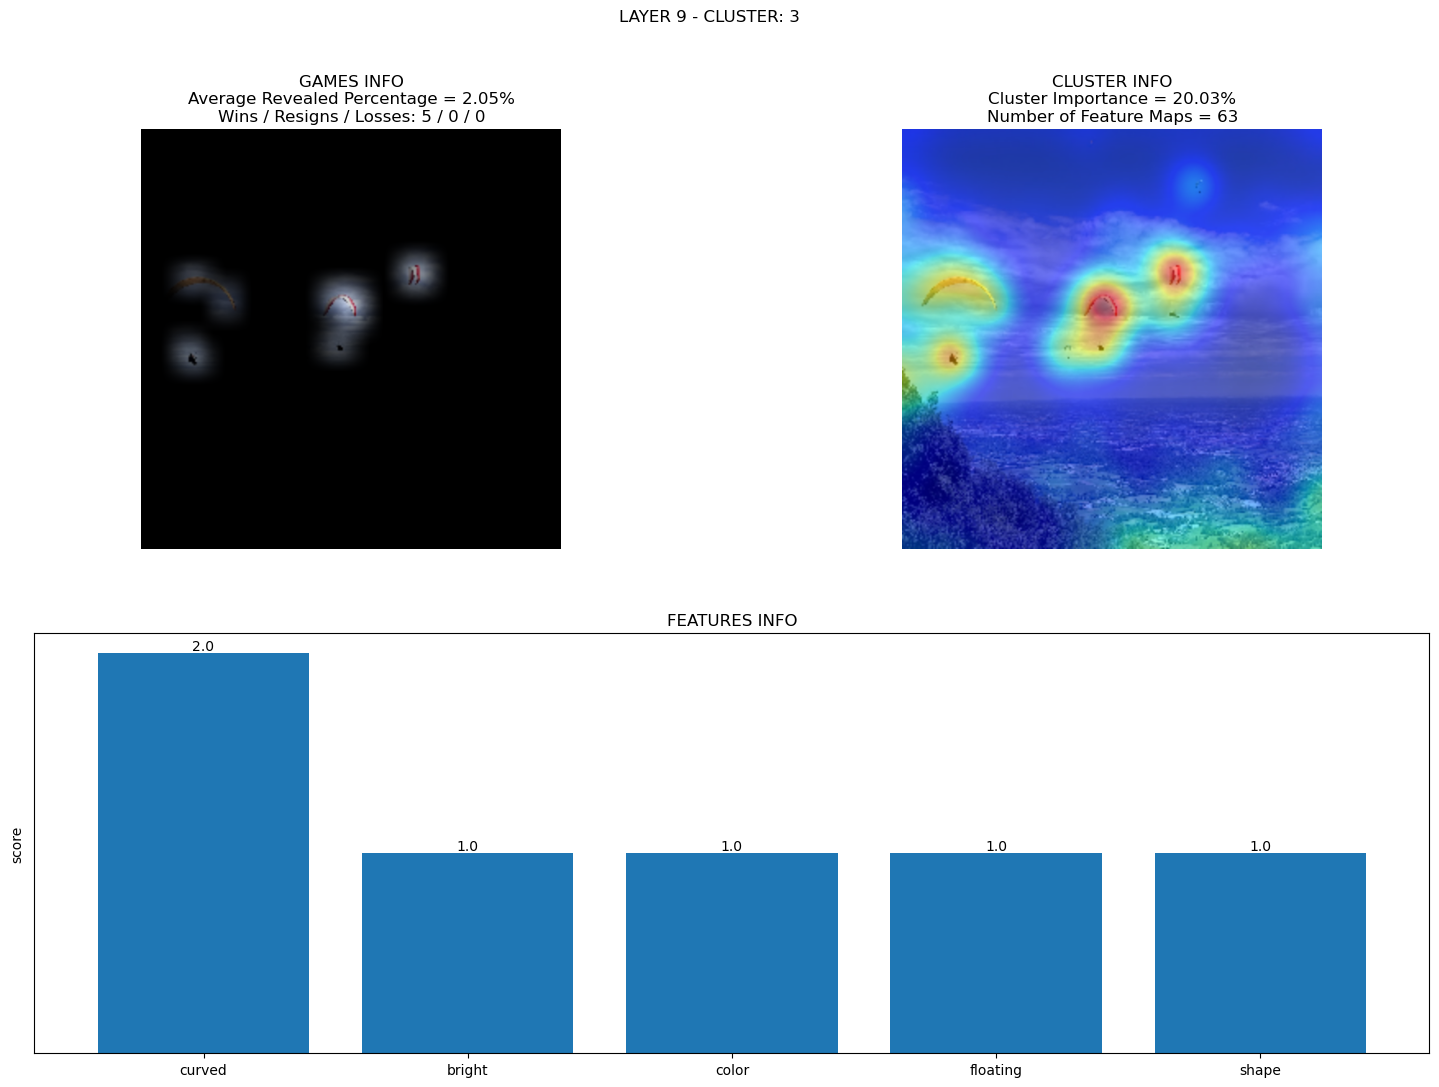 LAYER 9 - CLUSTER: 3
GAMES INFO
Average Revealed Percentage = 2.05%
Wins / Resigns / Losses: 5 / 0 / 0
CLUSTER INFO
Cluster Importance = 20.03%
Number of Feature Maps = 63
FEATURES INFO
score
2.0
1.0
1.0
1.0
1.0
curved
bright
color
floating
shape